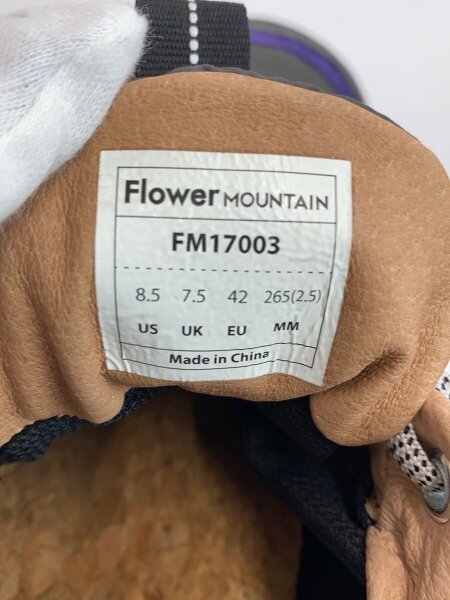 Flower MOUNTAIN
FM17003
8.5 7.5 42 265(2.5)
US UK EU MM
Made in China